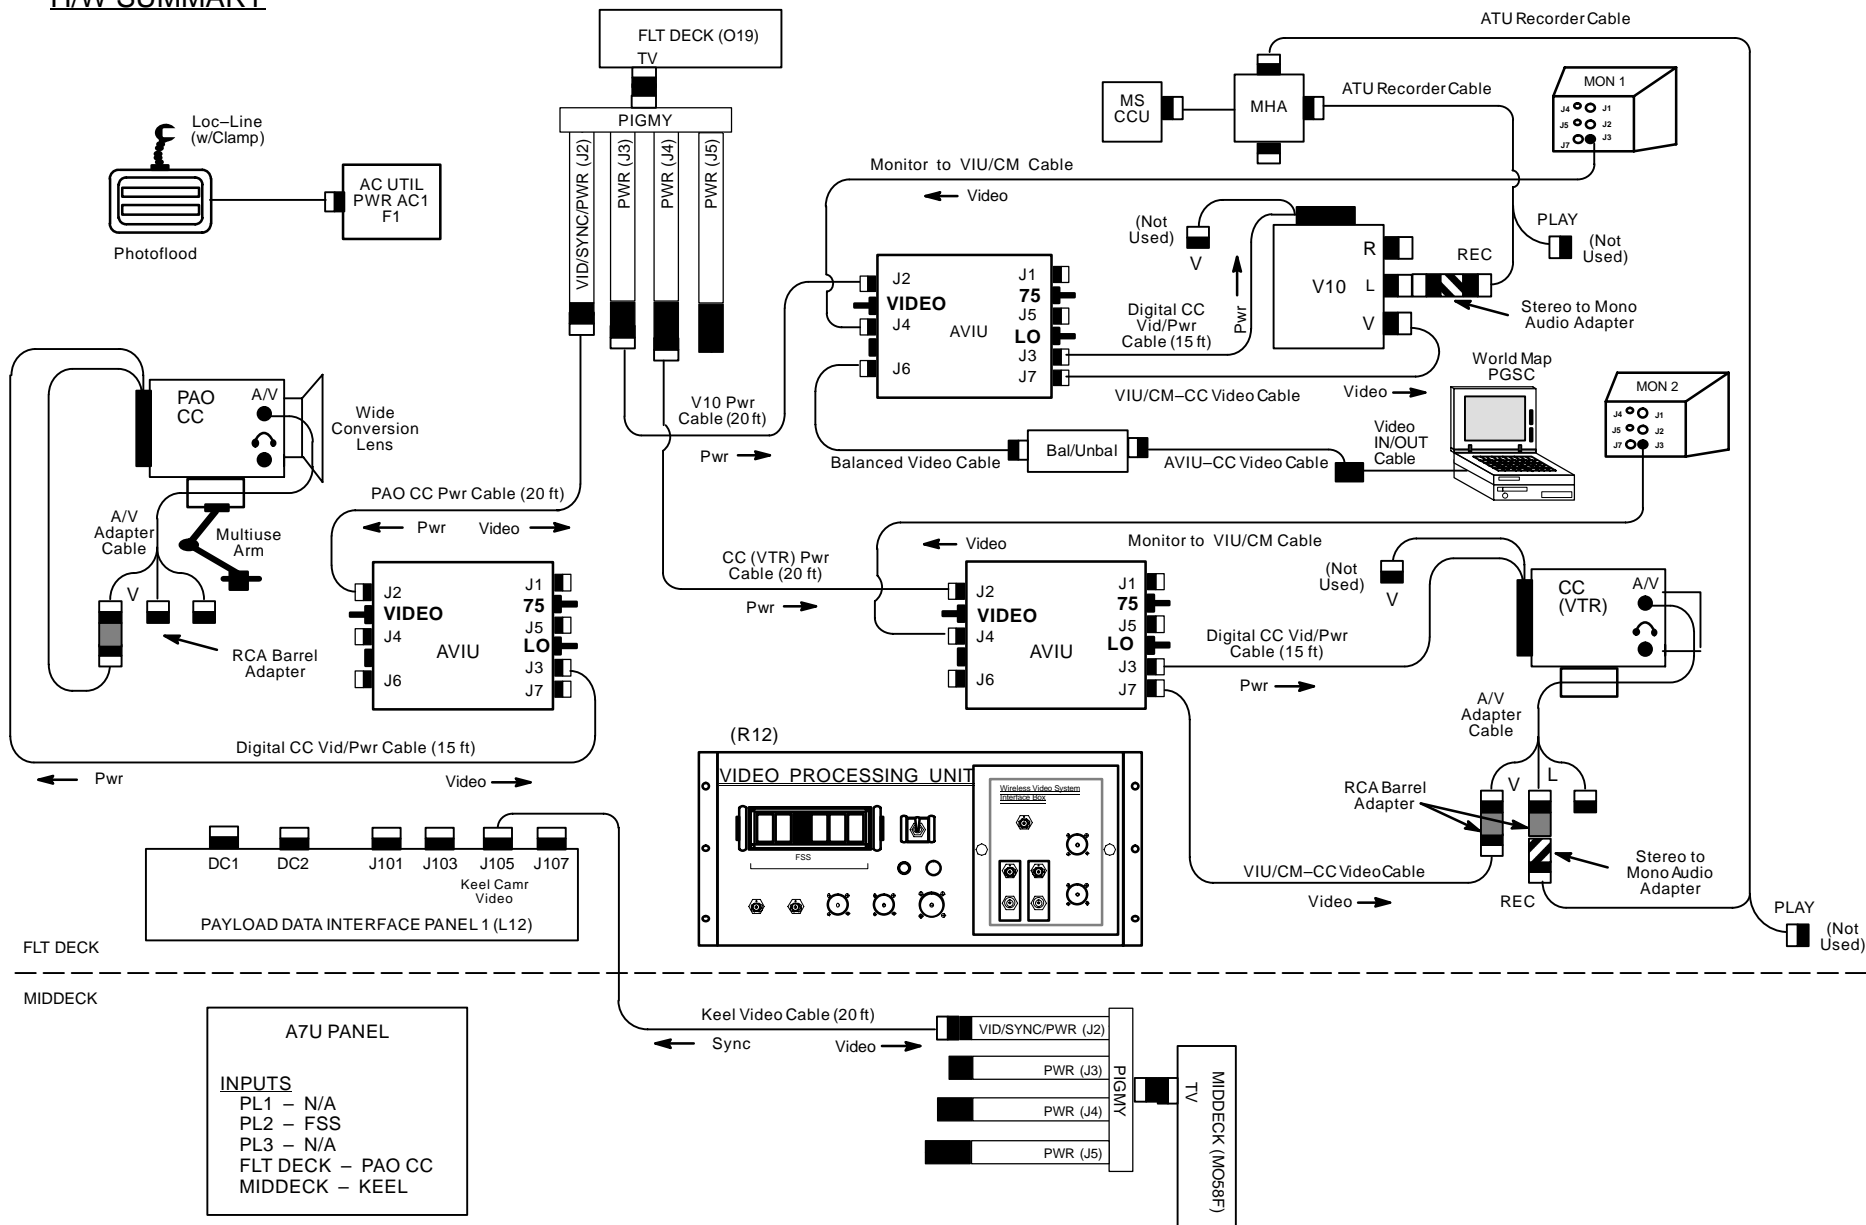 H/W SUMMARY
FLT DECK (O19)
TV
PIGMY
VID/SYNC/PWR (J2)
PWR (J3)
PWR (J4)
PWR (J5)
Loc–Line
(w/Clamp)
Photoflood
AC UTIL
PWR AC1
F1
ATU Recorder Cable
MS
CCU
MHA
ATU Recorder Cable
MON 1
J4
J1
J5
J2
J7
J3
Monitor to VIU/CM Cable
Video
(Not
Used)
V
PLAY
(Not
Used)
R
REC
V10
L
V
Stereo to Mono
Audio Adapter
J2
VIDEO
J4
J6
AVIU
J1
75
J5
LO
J3
J7
Digital CC
Vid/Pwr
Cable (15 ft)
Pwr
VIU/CM–CC Video Cable
Video
World Map
PGSC
MON 2
J4
J1
J5
J2
J7
J3
V10 Pwr
Cable (20 ft)
Pwr
Balanced Video Cable
Bal/Unbal
AVIU–CC Video Cable
Video
IN/OUT
Cable
PAO
CC
A/V
Wide
Conversion
Lens
PAO CC Pwr Cable (20 ft)
Pwr
Video
A/V
Adapter
Cable
Multiuse
Arm
V
RCA Barrel
Adapter
J2
VIDEO
J4
J6
AVIU
J1
75
J5
LO
J3
J7
Digital CC Vid/Pwr Cable (15 ft)
Pwr
Video
CC (VTR) Pwr
Cable (20 ft)
Pwr
Video
Monitor to VIU/CM Cable
J2
VIDEO
J4
J6
AVIU
J1
75
J5
LO
J3
J7
(Not
Used)
V
Digital CC Vid/Pwr
Cable (15 ft)
Pwr
CC
(VTR)
A/V
A/V
Adapter
Cable
V
L
RCA Barrel
Adapter
Stereo to
Mono Audio
Adapter
VIU/CM–CC Video Cable
Video
REC
PLAY
(Not
Used)
(R12)
VIDEO PROCESSING UNIT
Wireless Video System
Interface Box
FSS
DC1
DC2
J101
J103
J105
J107
Keel Camr
Video
PAYLOAD DATA INTERFACE PANEL 1 (L12)
FLT DECK
MIDDECK
A7U PANEL
INPUTS
PL1 – N/A
PL2 – FSS
PL3 – N/A
FLT DECK – PAO CC
MIDDECK – KEEL
Keel Video Cable (20 ft)
Sync
Video
VID/SYNC/PWR (J2)
PWR (J3)
PWR (J4)
PWR (J5)
PIGMY
TV
MIDDECK (MO58F)